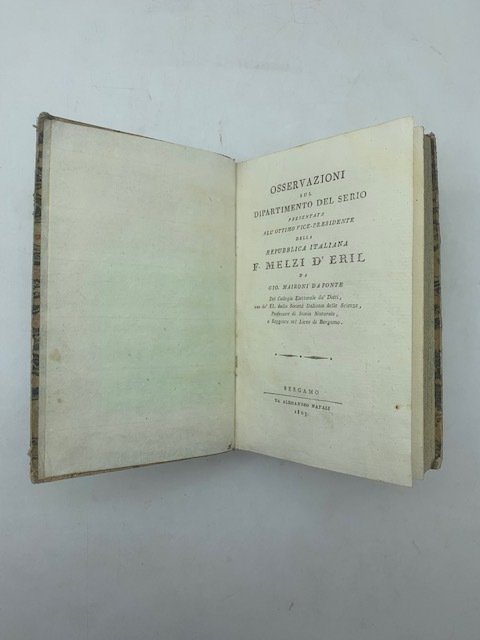 OSSERVAZIONI
SUL
DIPARTIMENTO DEL SERIO
PRESENTATE
ALL' OTTIMO VICE-PRESIDENTE
DELLA
REPUBBLICA ITALIANA
F. MELZI D' ERIL
DA
GIO. MAIRONI DAPONTE
Del Collegio Elettorale de' Dotti,
uno de' XL. della Società Italiana delle Scienze,
Professore di Storia Naturale,
e Reggente nel Liceo di Bergamo.
BERGAMO
DA ALESSANDRO NATALI
1803